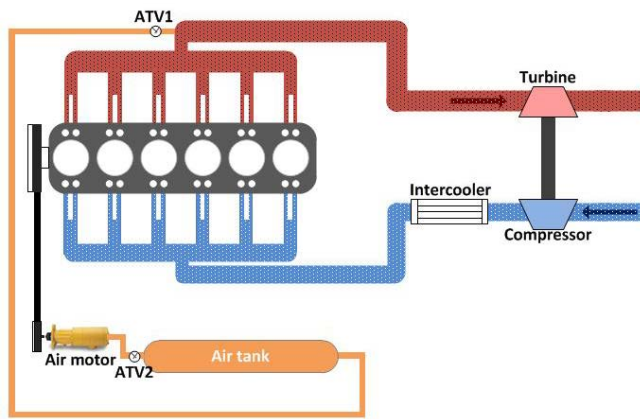 ATV1
Turbine
Intercooler
Compressor
Air motor
ATV2
Air tank